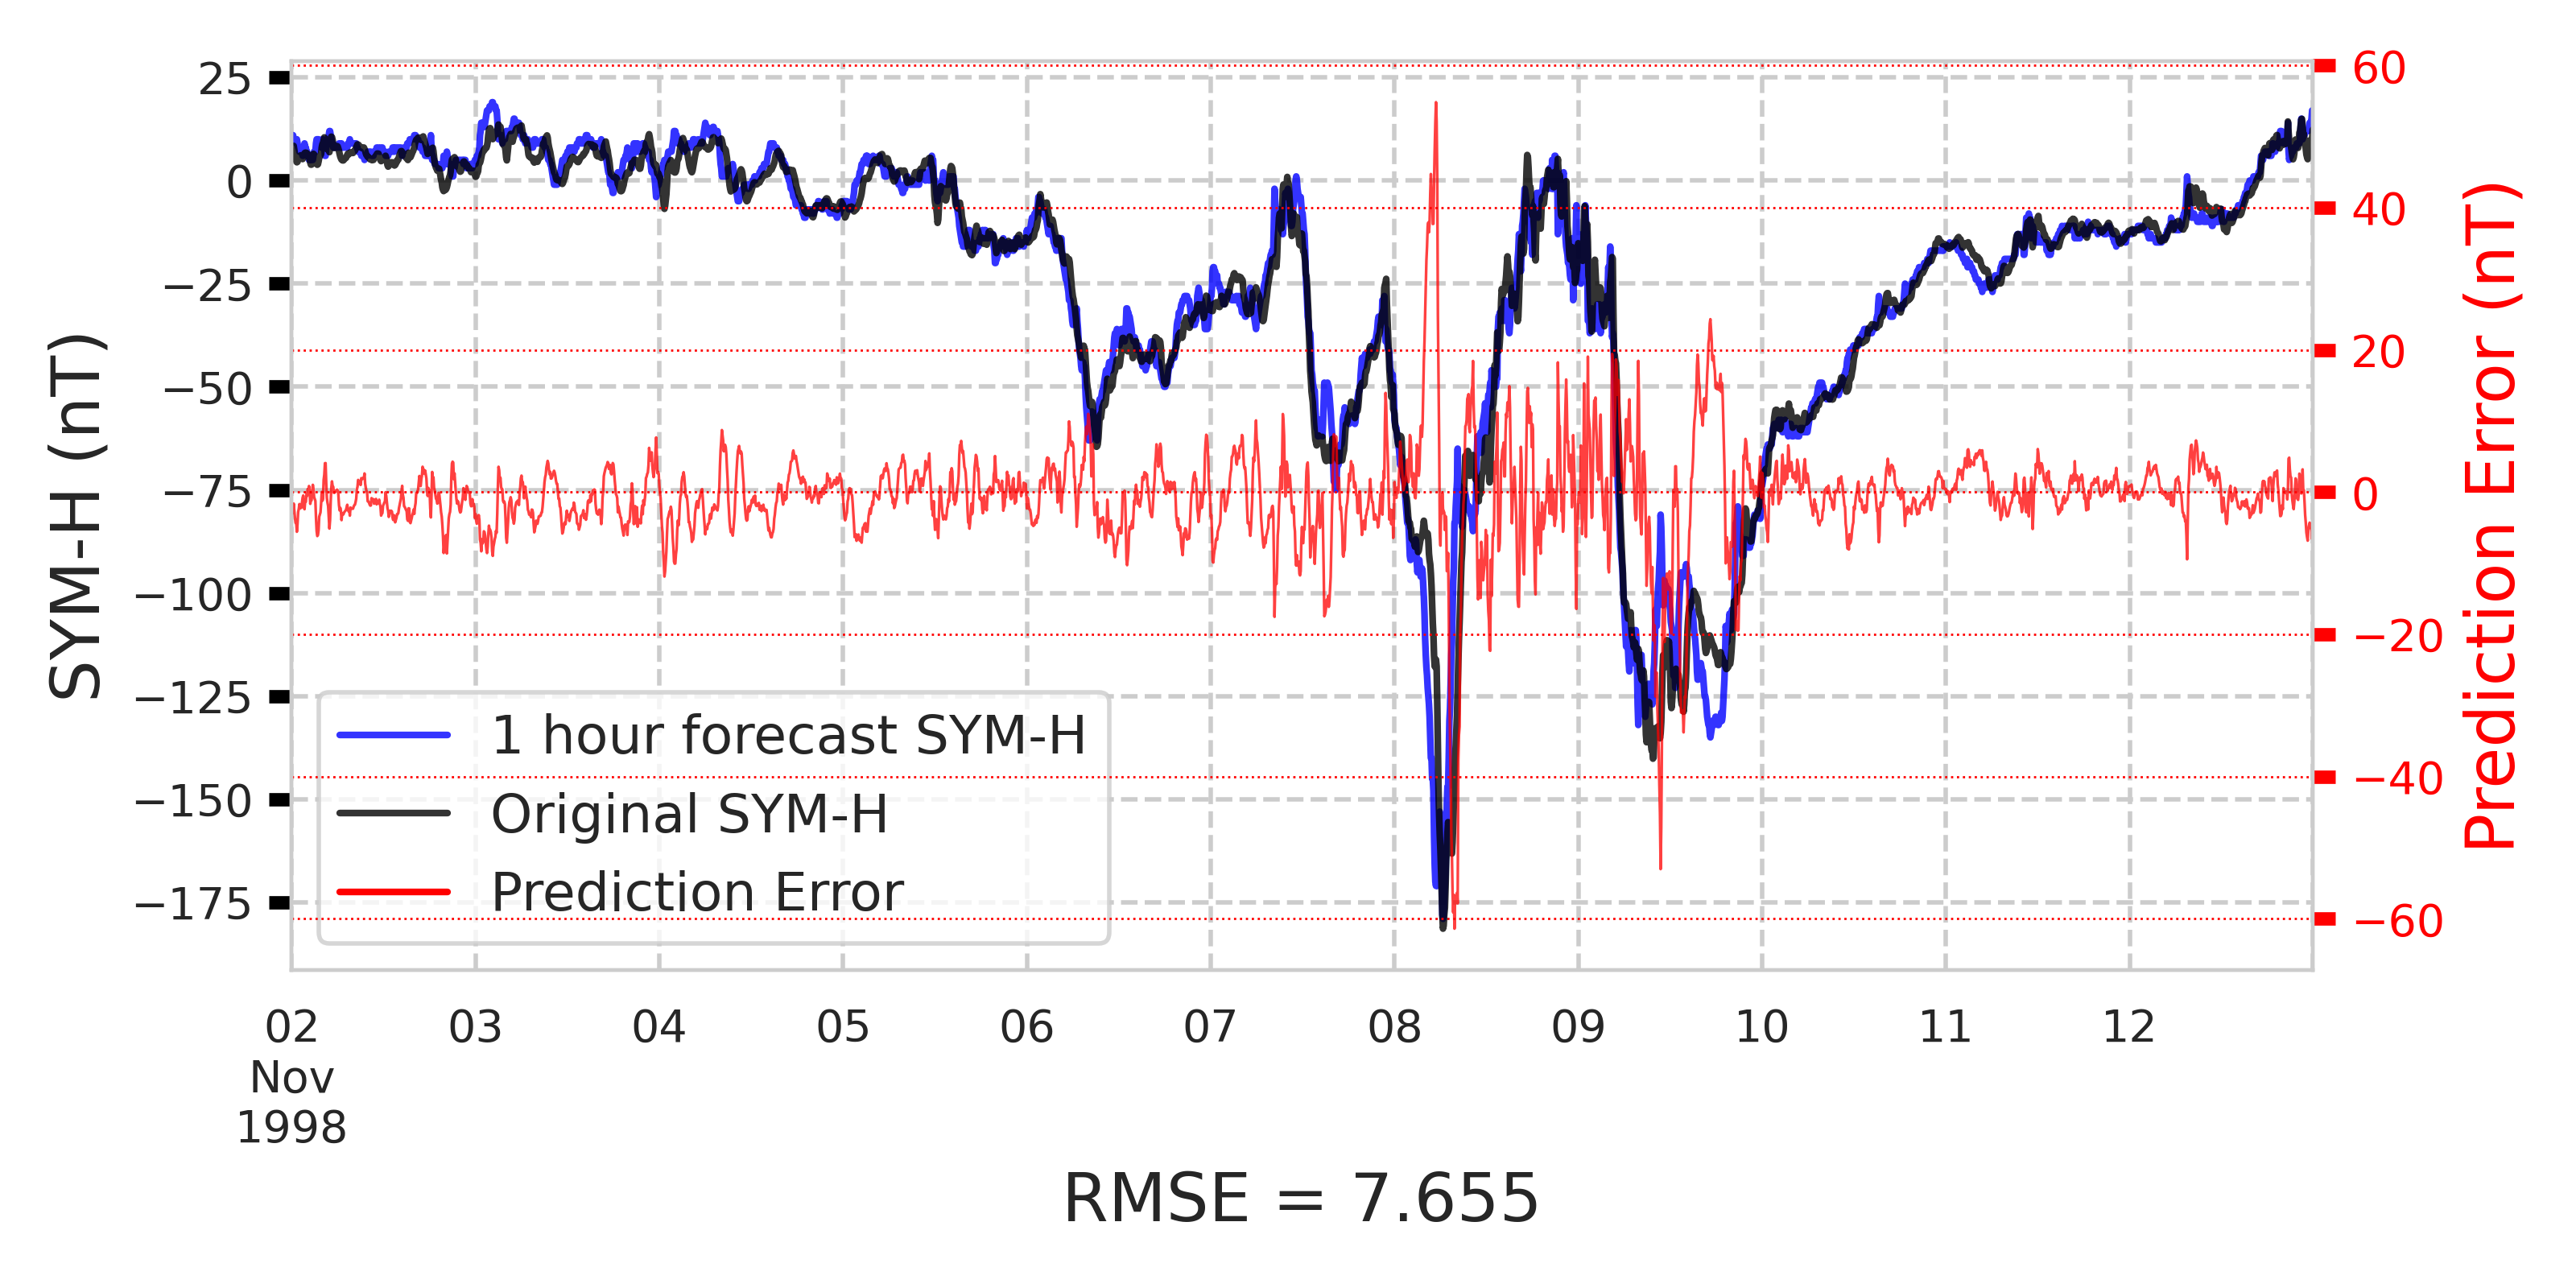 25
0
−25
−50
−75
−100
−125
−150
−175
SYM-H (nT)
60
40
20
0
−20
−40
−60
Prediction Error (nT)
1 hour forecast SYM-H
Original SYM-H
Prediction Error
02 03 04 05 06 07 08 09 10 11 12
Nov
1998
RMSE = 7.655